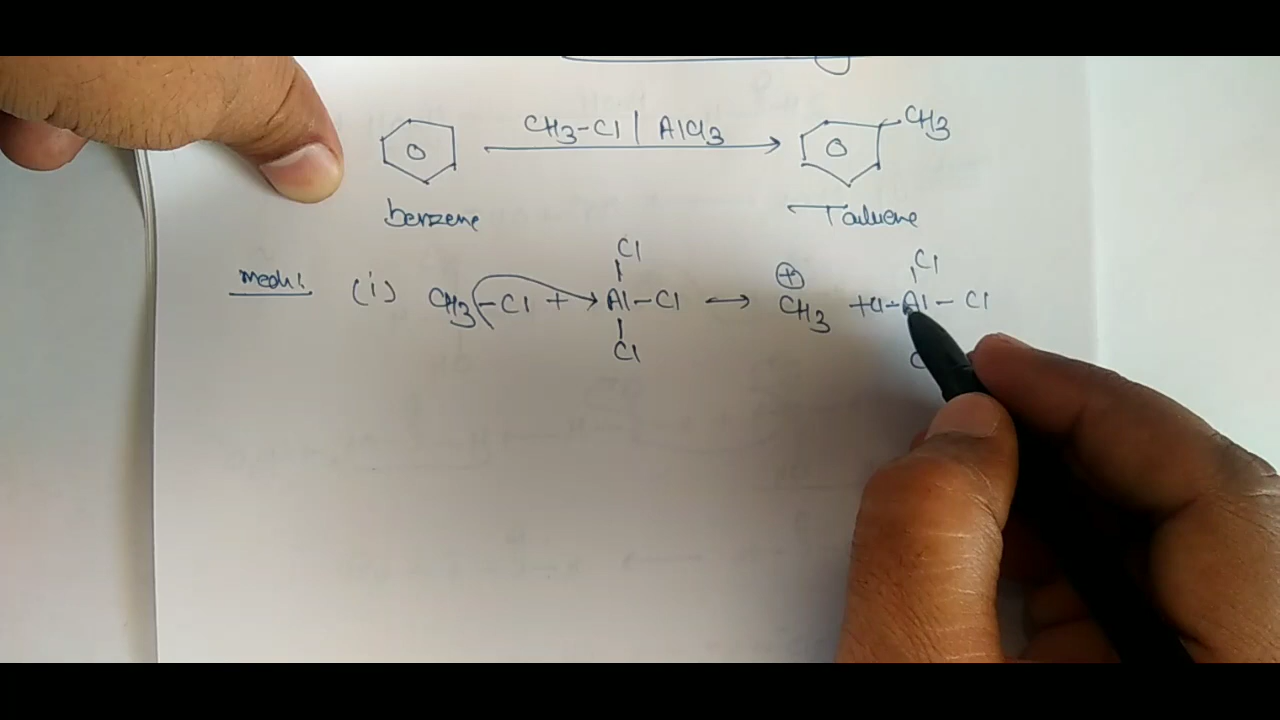 CH3-Cl | AlCl3
CH3
benzene
Toluene
Cl
Cl
mech:
(i) CH3-Cl + Al-Cl → CH3 + Cl-Al-Cl
⊕
Cl